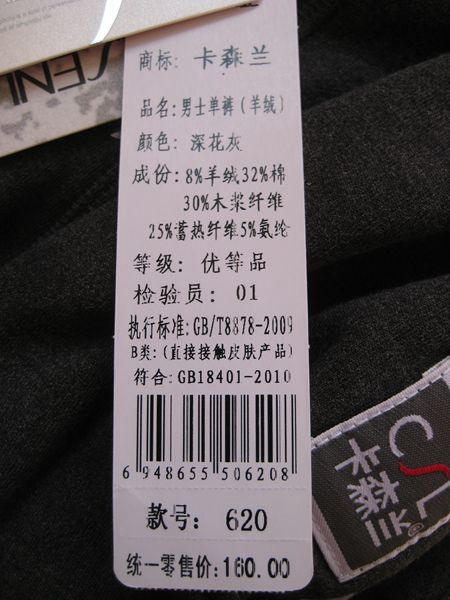 SENL
商标: 卡森兰
品名:男士单裤(羊绒)
颜色: 深花灰
成份:8%羊绒32%棉
30%木浆纤维
25%蓄热纤维5%氨纶
等级: 优等品
检验员: 01
执行标准:GB/T8878-2009
B类:(直接接触皮肤产品)
符合:GB18401-2010
6 948655 506208
款号: 620
统一零售价:160.00
CSL
卡森兰®